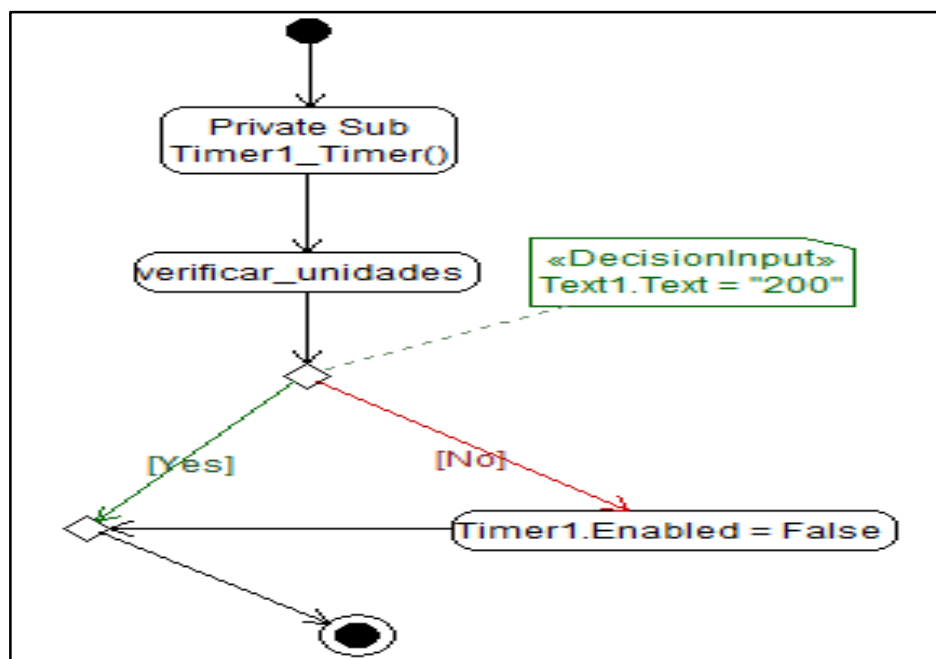 Private Sub
Timer1_Timer()
verificar_unidades
«DecisionInput»
Text1.Text = "200"
[Yes]
[No]
Timer1.Enabled = False